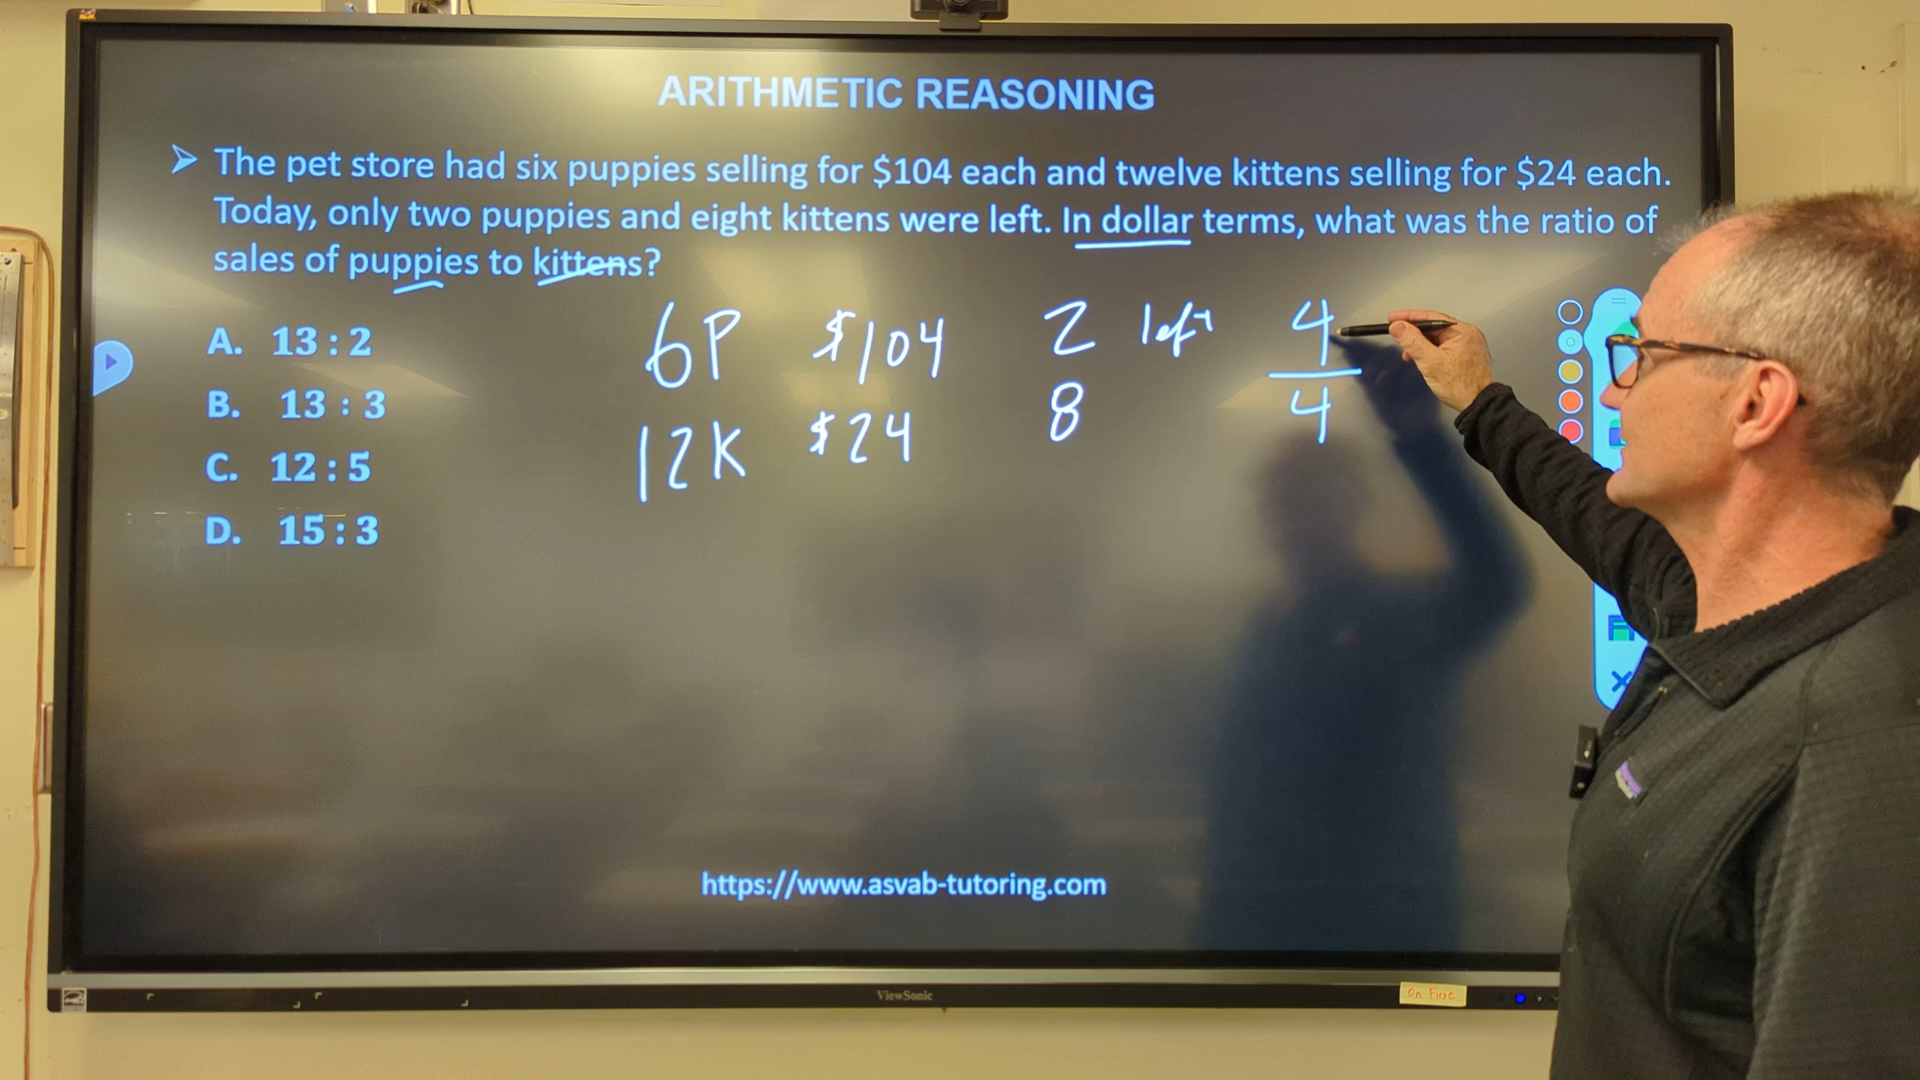 ARITHMETIC REASONING
➤ The pet store had six puppies selling for $104 each and twelve kittens selling for $24 each.
Today, only two puppies and eight kittens were left. In dollar terms, what was the ratio of
sales of puppies to kittens?
A. 13 : 2
B. 13 : 3
C. 12 : 5
D. 15 : 3
6P $104 2 left 4
12K $24 8 4
https://www.asvab-tutoring.com
ViewSonic
On First